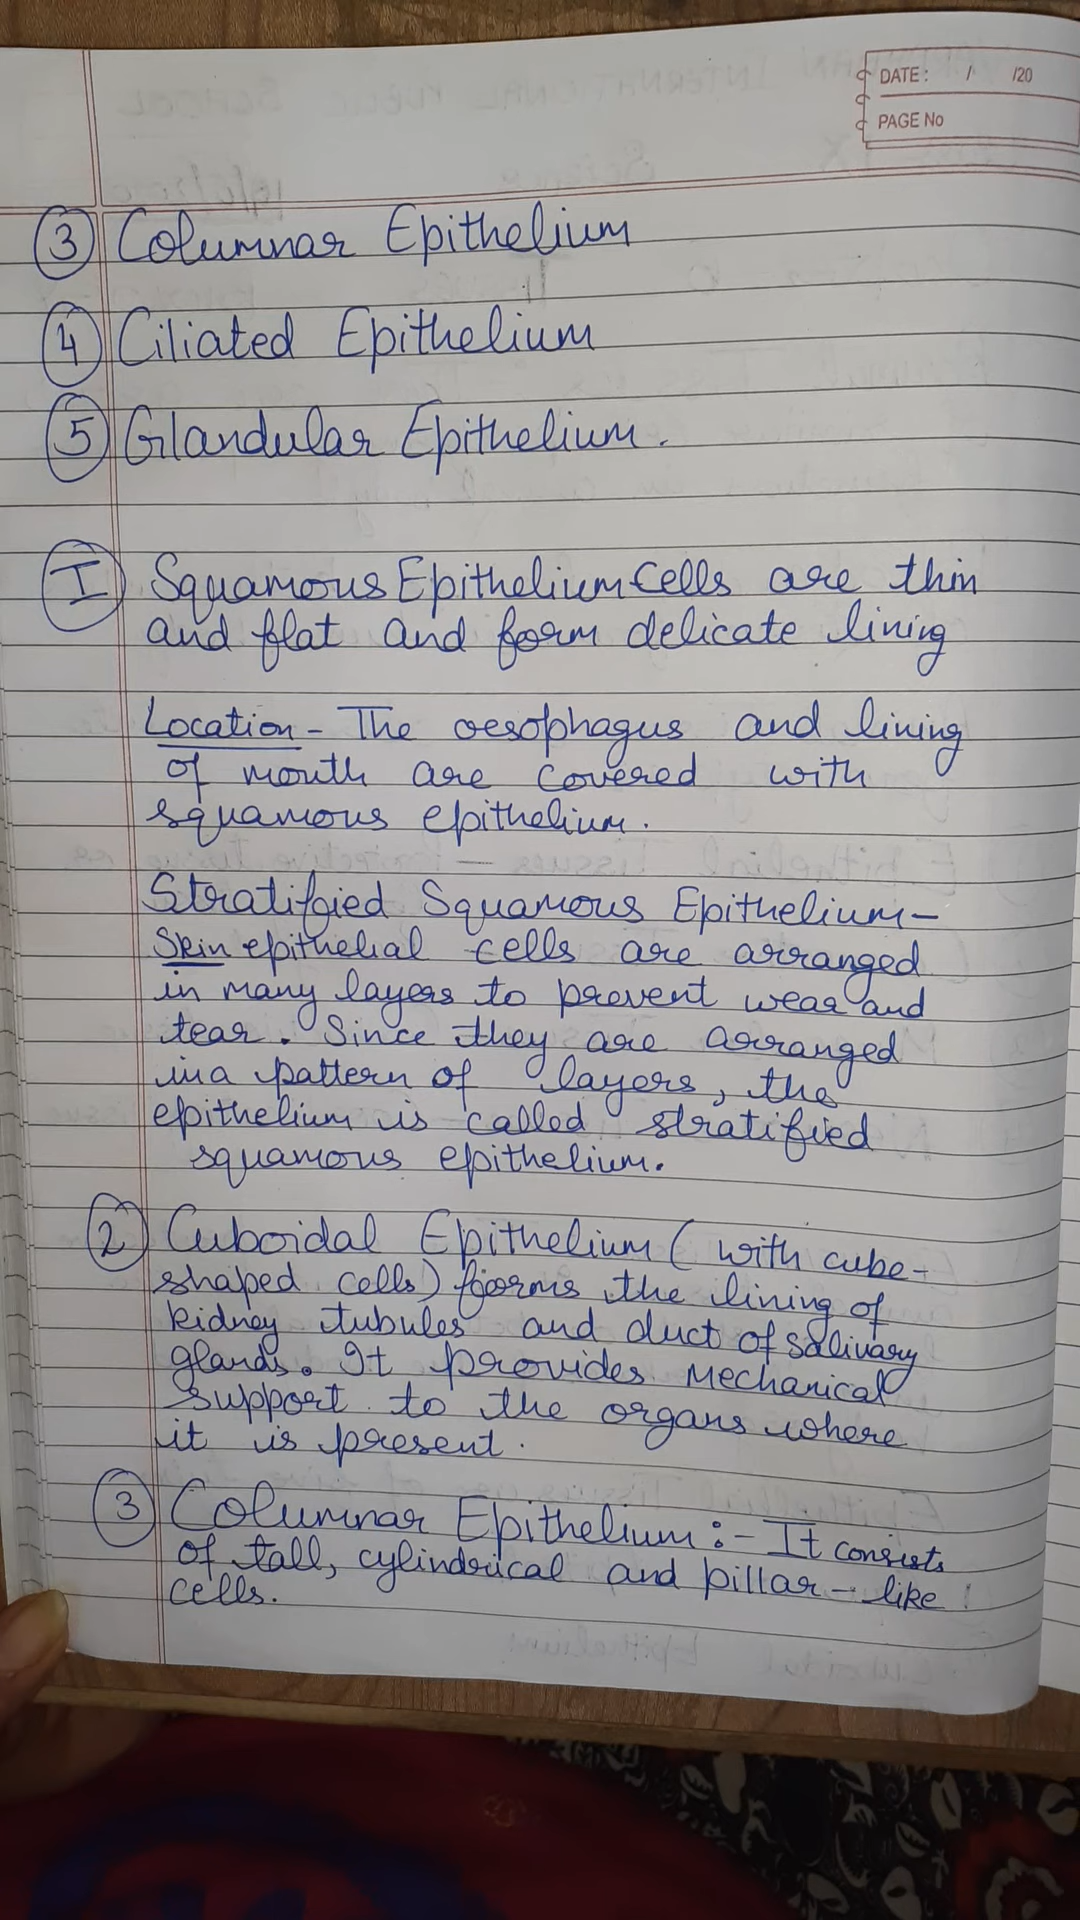 DATE: / /20
PAGE No
3 Columnar Epithelium
4 Ciliated Epithelium
5 Glandular Epithelium.
I Squamous Epithelium Cells are thin
and flat and form delicate lining
Location - The oesophagus and lining
of mouth are covered with
squamous epithelium.
Stratified Squamous Epithelium-
Skin epithelial cells are arranged
in many layers to prevent wear and
tear. Since they are arranged
in a pattern of layers, the
epithelium is called stratified
squamous epithelium.
2 Cuboidal Epithelium (with cube-
shaped cells) forms the lining of
kidney tubules and duct of salivary
glands. It provides mechanical
support to the organs where
it is present.
3 Columnar Epithelium :- It consists
of tall, cylindrical and pillar-like
cells.